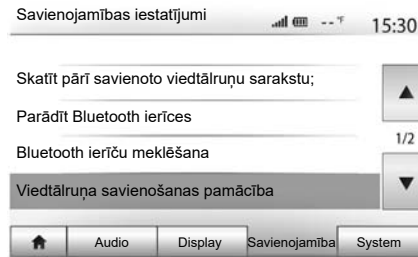 Savienojamības iestatījumi
-- °F 15:30
Skatīt pārī savienoto viedtālruņu sarakstu;
Parādīt Bluetooth ierīces
1/2
Bluetooth ierīču meklēšana
Viedtālruņa savienošanas pamācība
Audio Display Savienojamība System